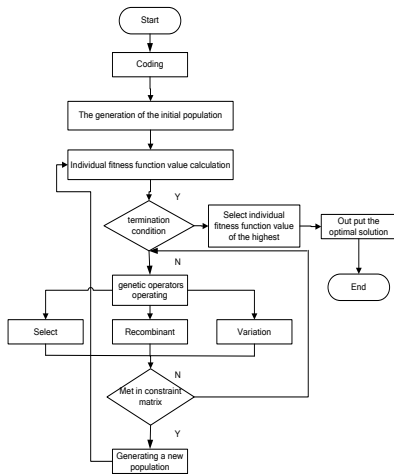 Start
Coding
The generation of the initial population
Individual fitness function value calculation
Y
termination
condition
Select individual
fitness function value
of the highest
Out put the
optimal solution
N
End
genetic operators
operating
Select
Recombinant
Variation
N
Met in constraint
matrix
Y
Generating a new
population